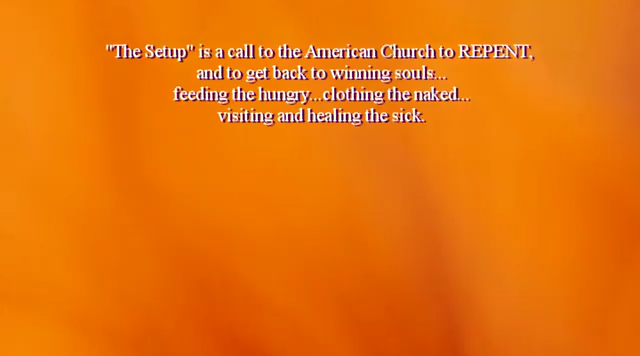 "The Setup" is a call to the American Church to REPENT,
and to get back to winning souls...
feeding the hungry...clothing the naked...
visiting and healing the sick.